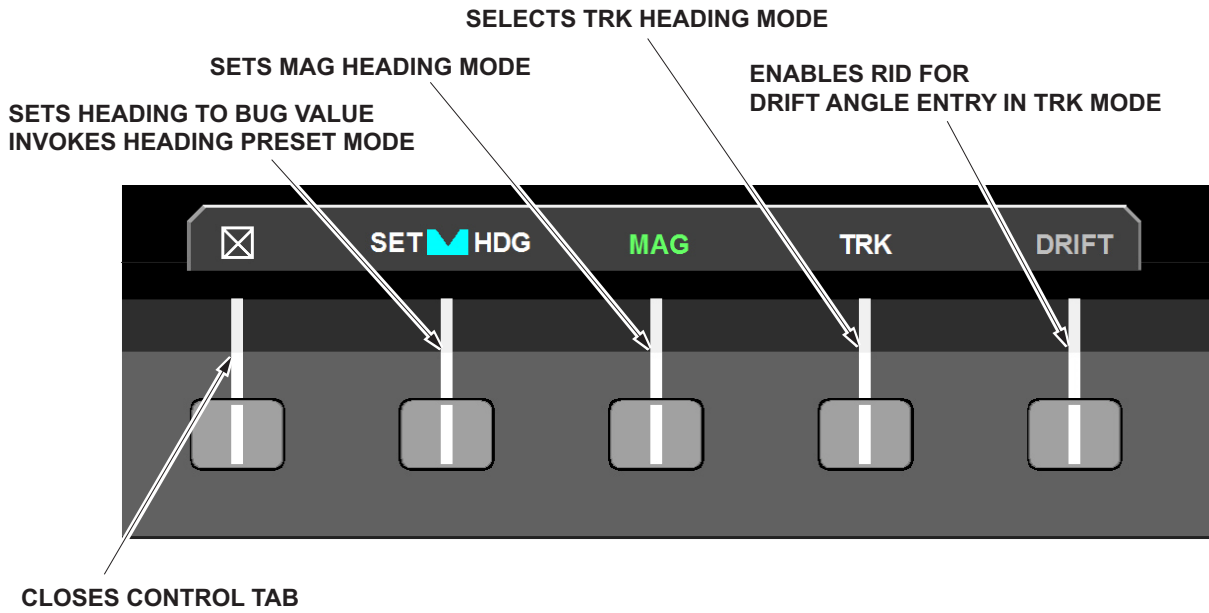 SELECTS TRK HEADING MODE
SETS MAG HEADING MODE
ENABLES RID FOR
DRIFT ANGLE ENTRY IN TRK MODE
SETS HEADING TO BUG VALUE
INVOKES HEADING PRESET MODE
SET HDG MAG TRK DRIFT
CLOSES CONTROL TAB